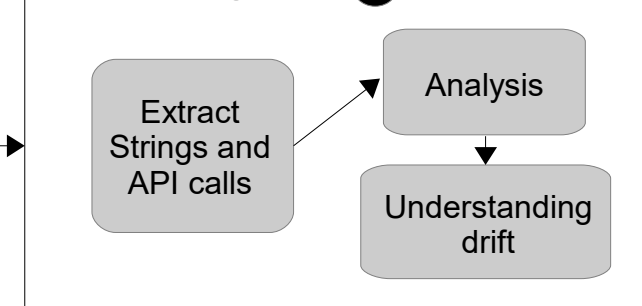 Extract
Strings and
API calls
Analysis
Understanding
drift